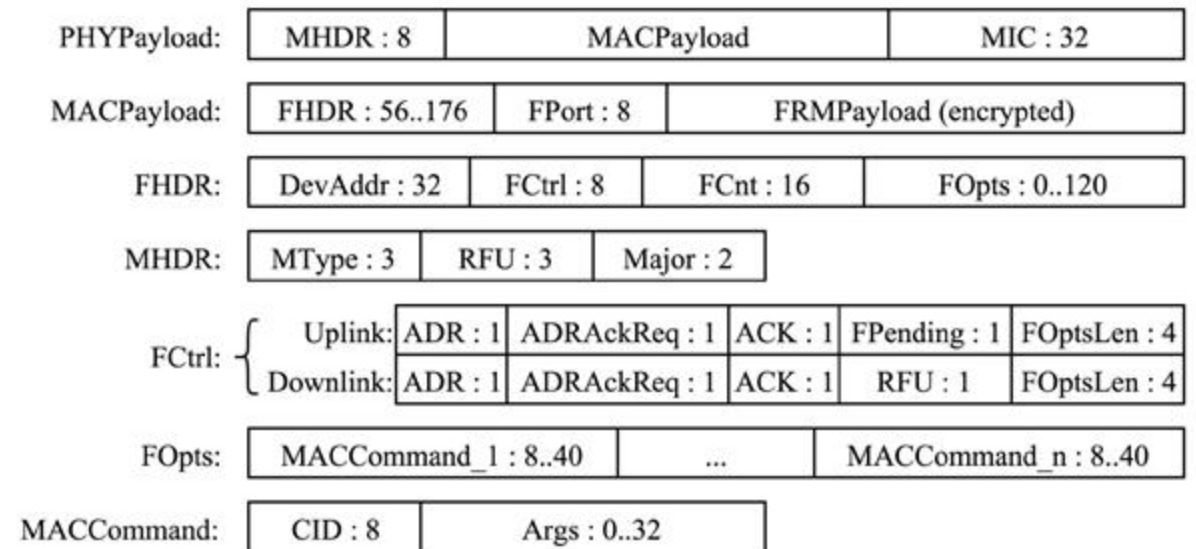 PHYPayload: MHDR : 8 MACPayload MIC : 32
MACPayload: FHDR : 56..176 FPort : 8 FRMPayload (encrypted)
FHDR: DevAddr : 32 FCtrl : 8 FCnt : 16 FOpts : 0..120
MHDR: MType : 3 RFU : 3 Major : 2
FCtrl: Uplink: ADR : 1 ADRAckReq : 1 ACK : 1 FPending : 1 FOptsLen : 4
Downlink: ADR : 1 ADRAckReq : 1 ACK : 1 RFU : 1 FOptsLen : 4
FOpts: MACCommand_1 : 8..40 ... MACCommand_n : 8..40
MACCommand: CID : 8 Args : 0..32